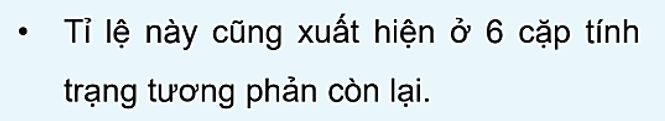 • Tỉ lệ này cũng xuất hiện ở 6 cặp tính
trạng tương phản còn lại.